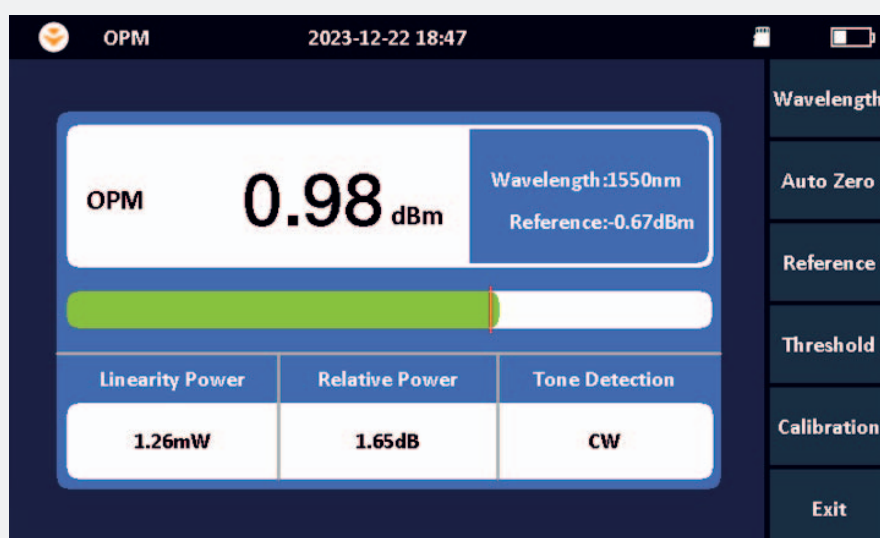 OPM 2023-12-22 18:47
Wavelength
Auto Zero
Reference
Threshold
Calibration
Exit
OPM 0.98 dBm
Wavelength:1550nm
Reference:-0.67dBm
Linearity Power Relative Power Tone Detection
1.26mW 1.65dB CW